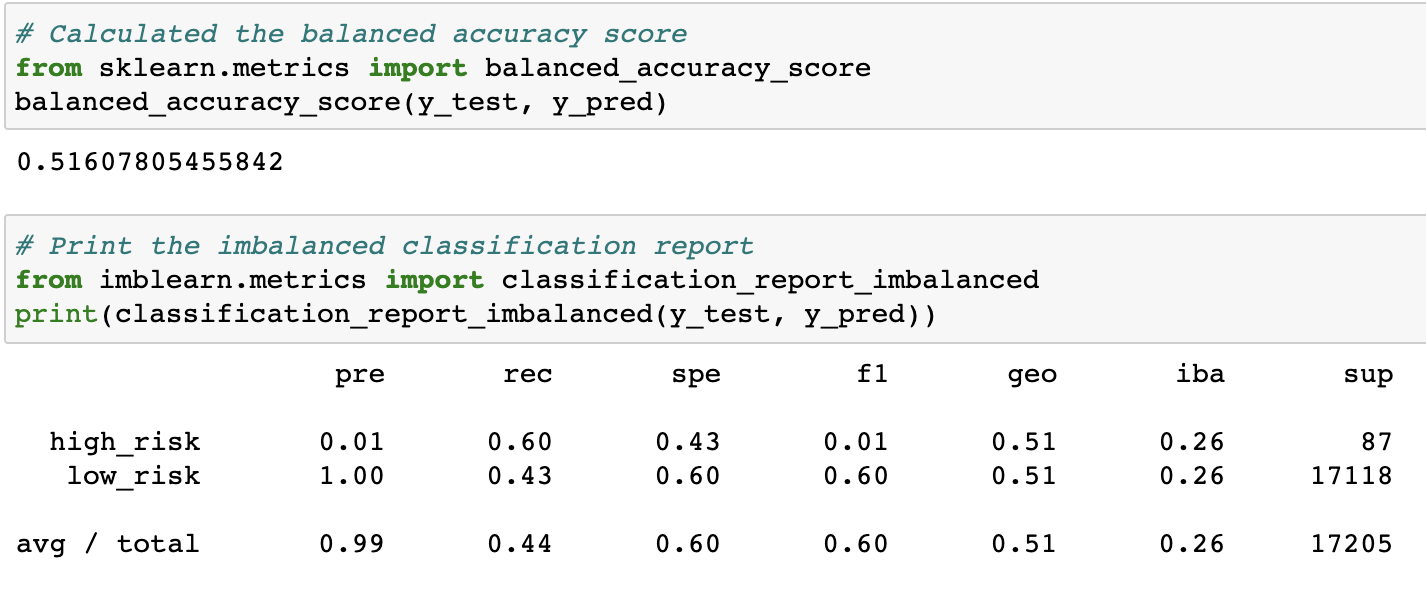 # Calculated the balanced accuracy score
from sklearn.metrics import balanced_accuracy_score
balanced_accuracy_score(y_test, y_pred)
0.51607805455842
# Print the imbalanced classification report
from imblearn.metrics import classification_report_imbalanced
print(classification_report_imbalanced(y_test, y_pred))
pre rec spe f1 geo iba sup
high_risk 0.01 0.60 0.43 0.01 0.51 0.26 87
low_risk 1.00 0.43 0.60 0.60 0.51 0.26 17118
avg / total 0.99 0.44 0.60 0.60 0.51 0.26 17205